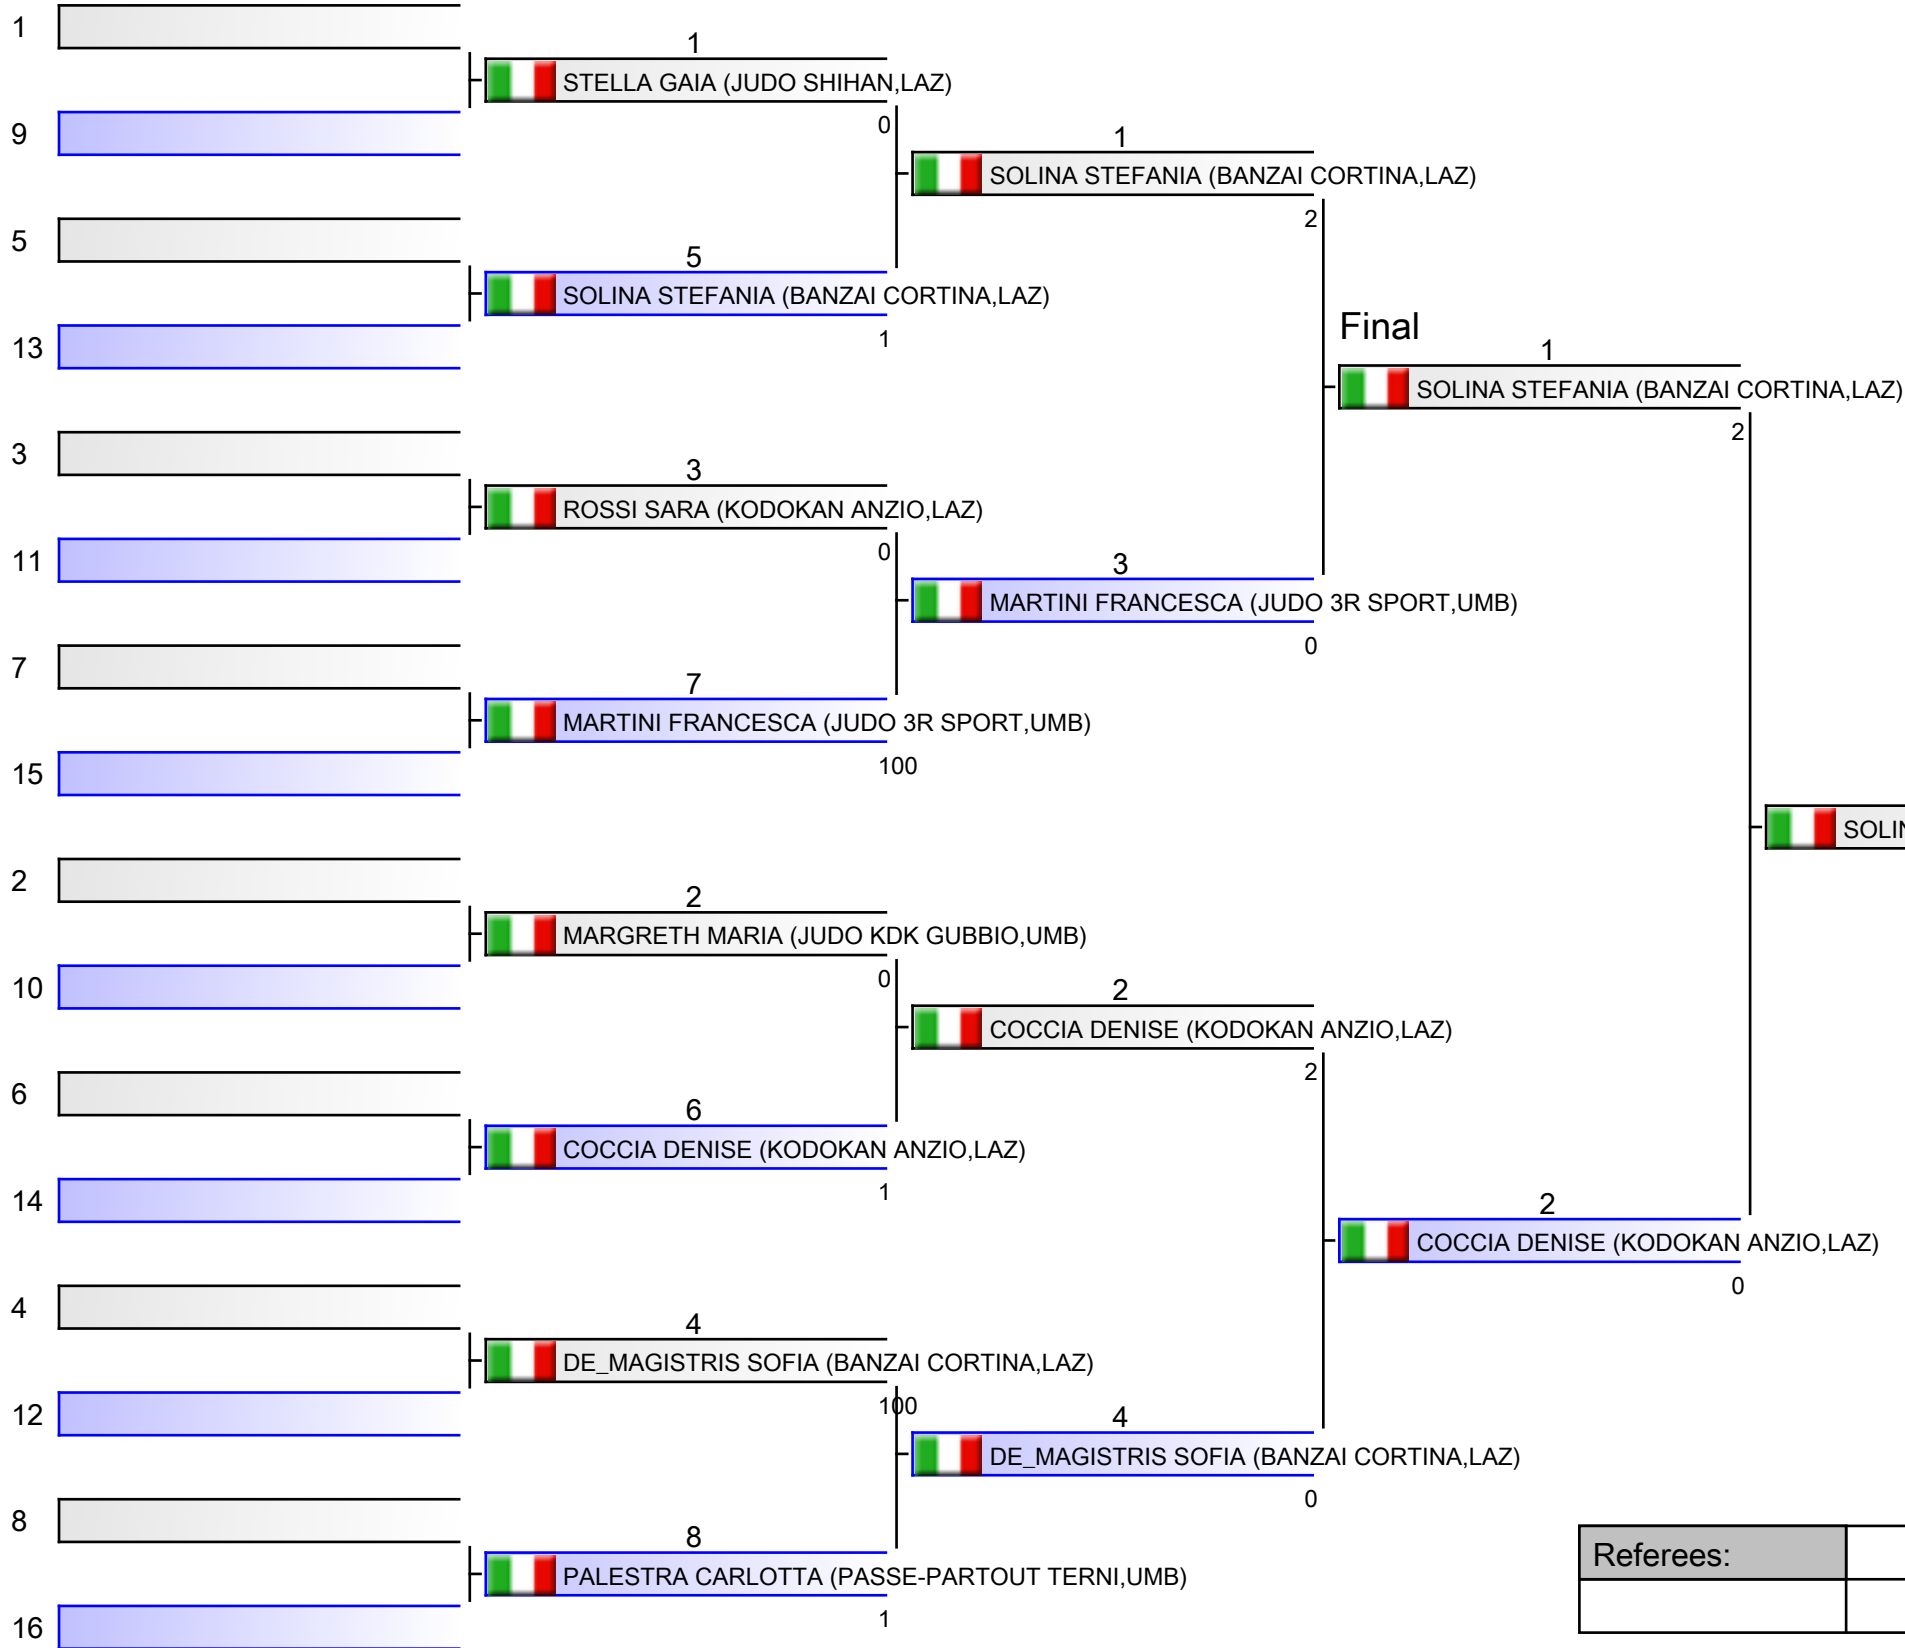 1
1
STELLA GAIA (JUDO SHIHAN,LAZ)
9
0
1
SOLINA STEFANIA (BANZAI CORTINA,LAZ)
2
5
5
SOLINA STEFANIA (BANZAI CORTINA,LAZ)
13
1
Final
1
SOLINA STEFANIA (BANZAI CORTINA,LAZ)
2
3
3
ROSSI SARA (KODOKAN ANZIO,LAZ)
11
0
3
MARTINI FRANCESCA (JUDO 3R SPORT,UMB)
0
7
7
MARTINI FRANCESCA (JUDO 3R SPORT,UMB)
15
100
SOLIN
2
2
MARGRETH MARIA (JUDO KDK GUBBIO,UMB)
10
0
2
COCCIA DENISE (KODOKAN ANZIO,LAZ)
2
6
6
COCCIA DENISE (KODOKAN ANZIO,LAZ)
14
1
2
COCCIA DENISE (KODOKAN ANZIO,LAZ)
0
4
4
DE_MAGISTRIS SOFIA (BANZAI CORTINA,LAZ)
12
100
4
DE_MAGISTRIS SOFIA (BANZAI CORTINA,LAZ)
0
8
8
PALESTRA CARLOTTA (PASSE-PARTOUT TERNI,UMB)
16
1
Referees: